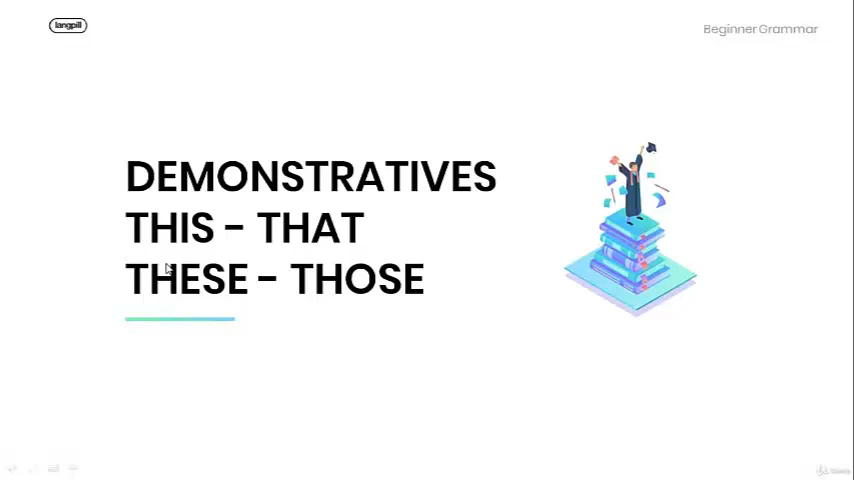 langpill
Beginner Grammar
DEMONSTRATIVES
THIS - THAT
THESE - THOSE